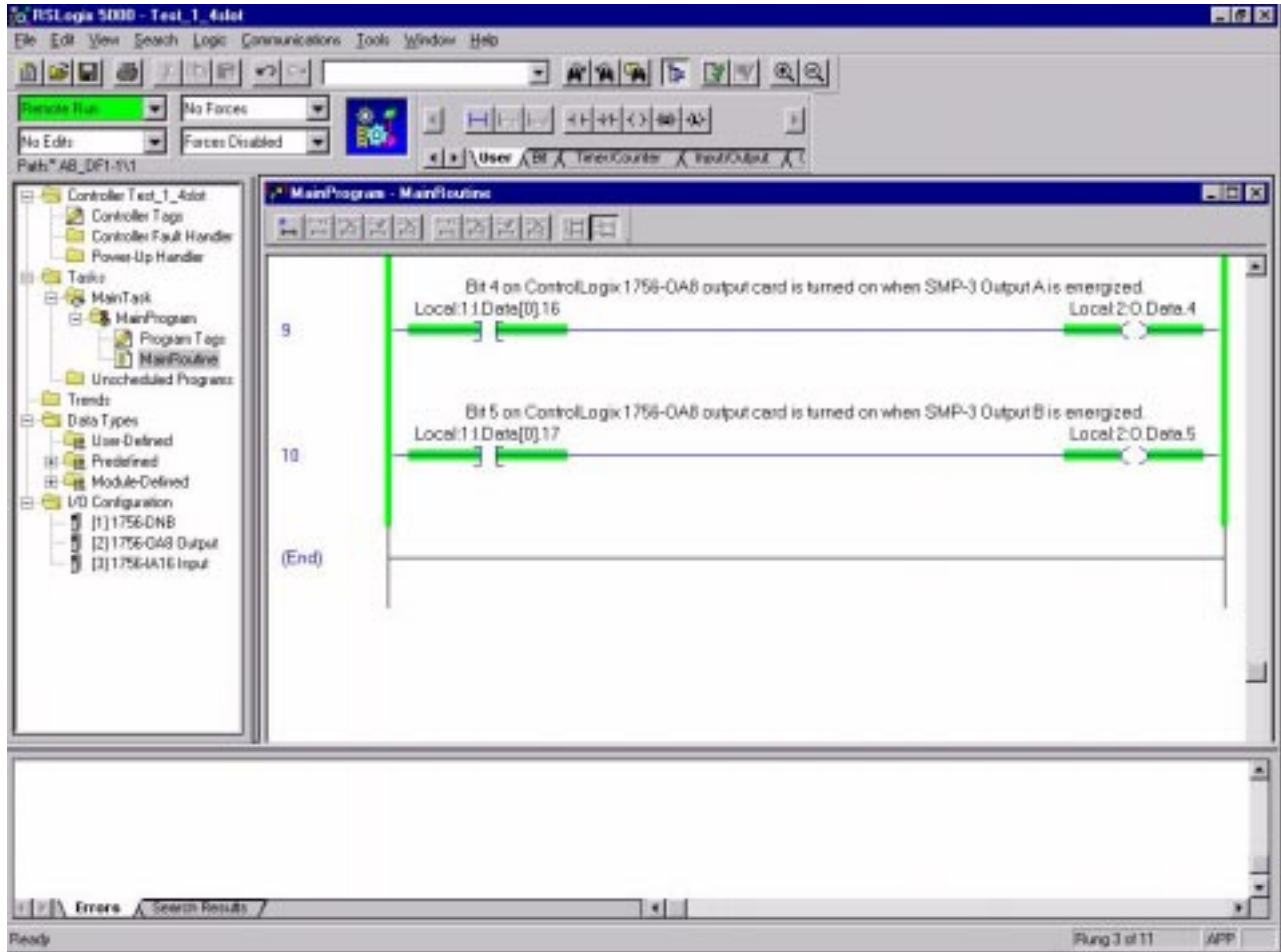 RSLogix 5000 - Test_1_4slot
File Edit View Search Logic Communications Tools Window Help
Remote Run
No Forces
No Edits
Forces Disabled
Path: AB_DF1-1\1
User Bit Timer/Counter Input/Output
Controller Test_1_4slot
Controller Tags
Controller Fault Handler
Power-Up Handler
Tasks
MainTask
MainProgram
Program Tags
MainRoutine
Unscheduled Programs
Trends
Data Types
User-Defined
Predefined
Module-Defined
I/O Configuration
[1] 1756-DNB
[2] 1756-OA8 Output
[3] 1756-IA16 Input
MainProgram - MainRoutine
Bit 4 on ControlLogix 1756-OA8 output card is turned on when SMP-3 Output A is energized.
Local:1:I.Data[0].16
Local:2:O.Data.4
9
Bit 5 on ControlLogix 1756-OA8 output card is turned on when SMP-3 Output B is energized.
Local:1:I.Data[0].17
Local:2:O.Data.5
10
(End)
Errors Search Results
Ready
Rung 3 of 11
APP